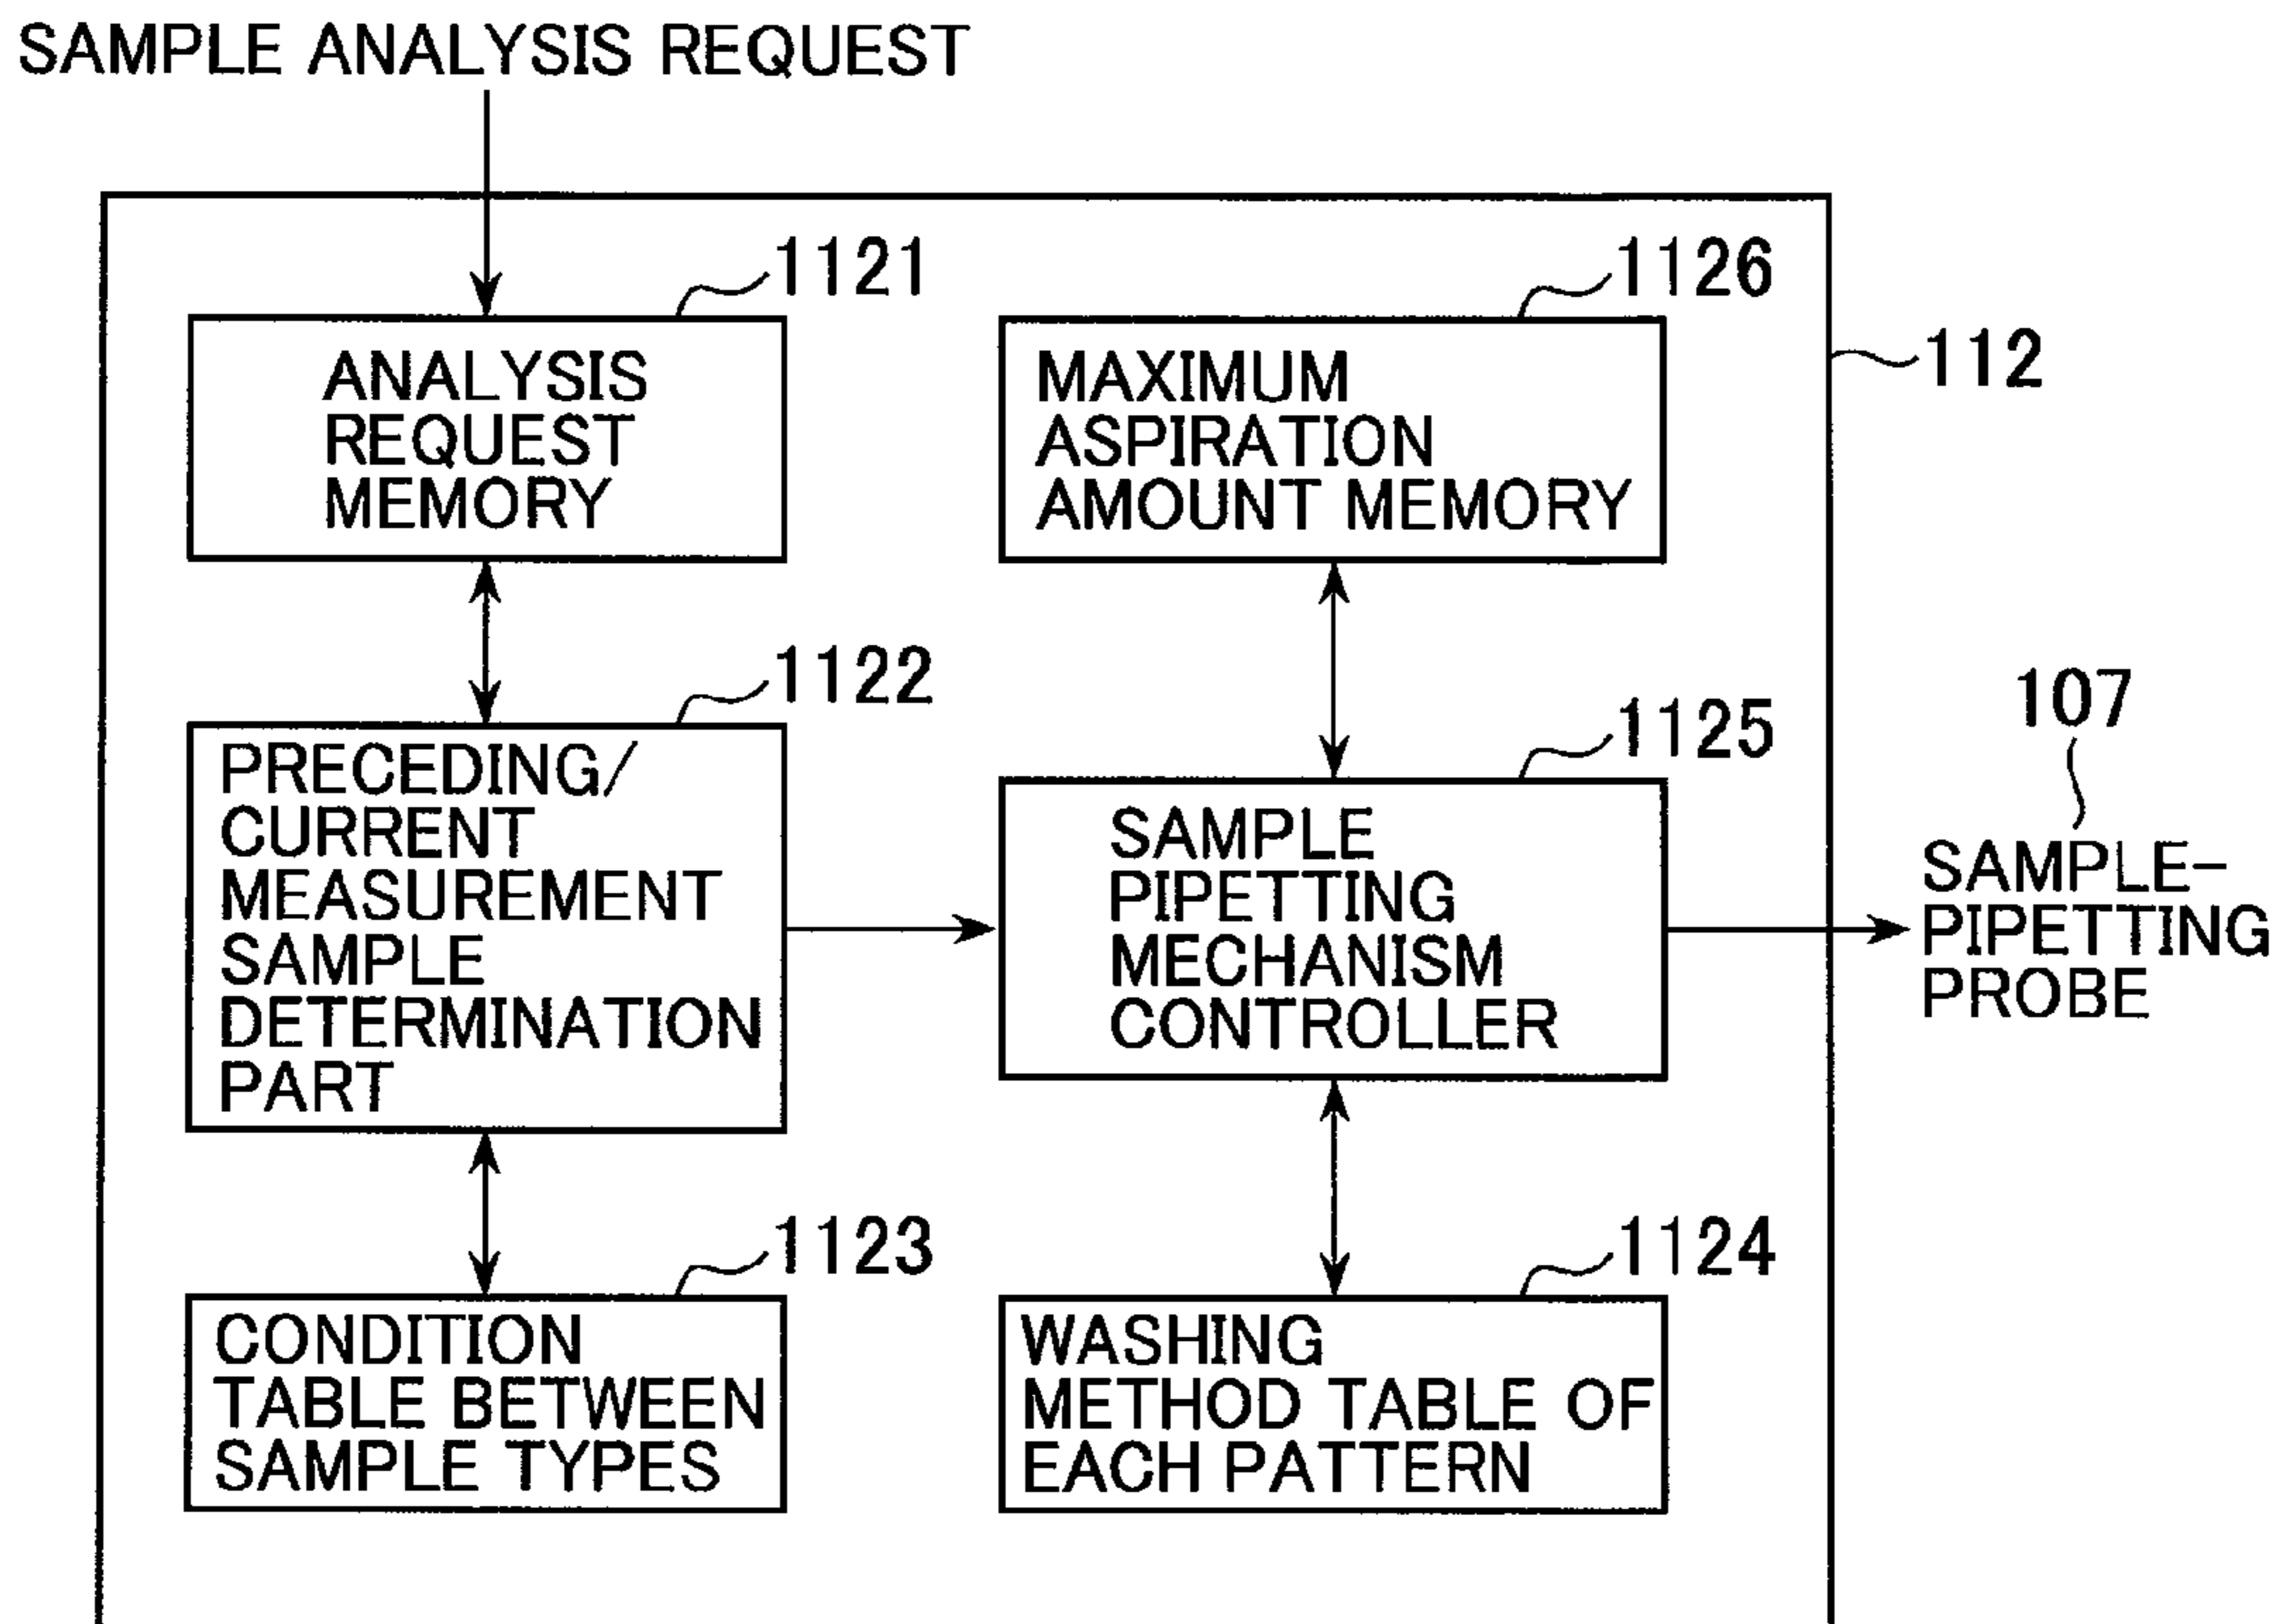 SAMPLE ANALYSIS REQUEST
1121
ANALYSIS
REQUEST
MEMORY
1126
MAXIMUM
ASPIRATION
AMOUNT MEMORY
112
1122
PRECEDING/
CURRENT
MEASUREMENT
SAMPLE
DETERMINATION
PART
1125
SAMPLE
PIPETTING
MECHANISM
CONTROLLER
107
SAMPLE-
PIPETTING
PROBE
1123
CONDITION
TABLE BETWEEN
SAMPLE TYPES
1124
WASHING
METHOD TABLE OF
EACH PATTERN